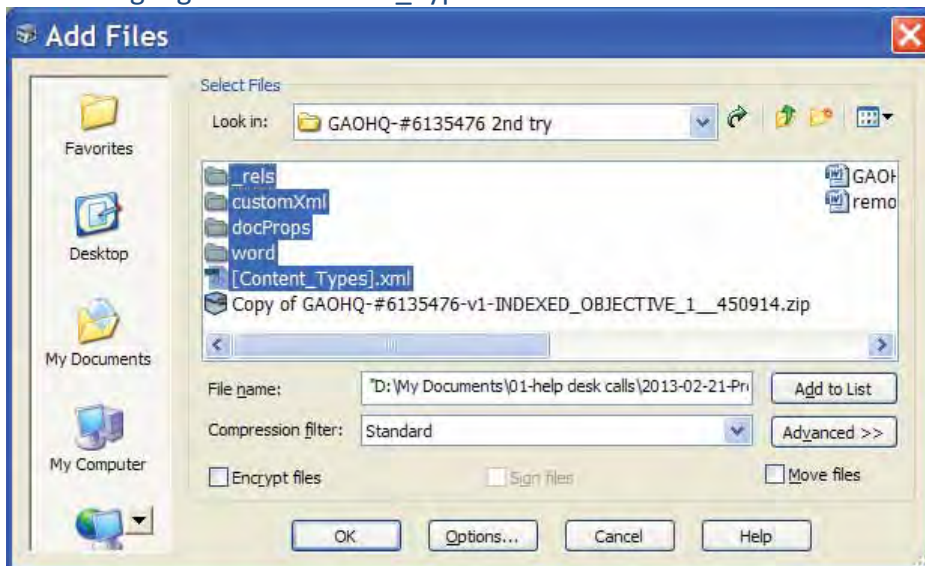 Add Files
Select Files
Look in: GAOHQ-#6135476 2nd try
Favorites
Desktop
My Documents
My Computer
_rels
customXml
docProps
word
[Content_Types].xml
Copy of GAOHQ-#6135476-v1-INDEXED_OBJECTIVE_1__450914.zip
GAOH
remo
File name: "D:\My Documents\01-help desk calls\2013-02-21-Pr
Add to List
Compression filter: Standard
Advanced >>
Encrypt files
Sign files
Move files
OK
Options...
Cancel
Help